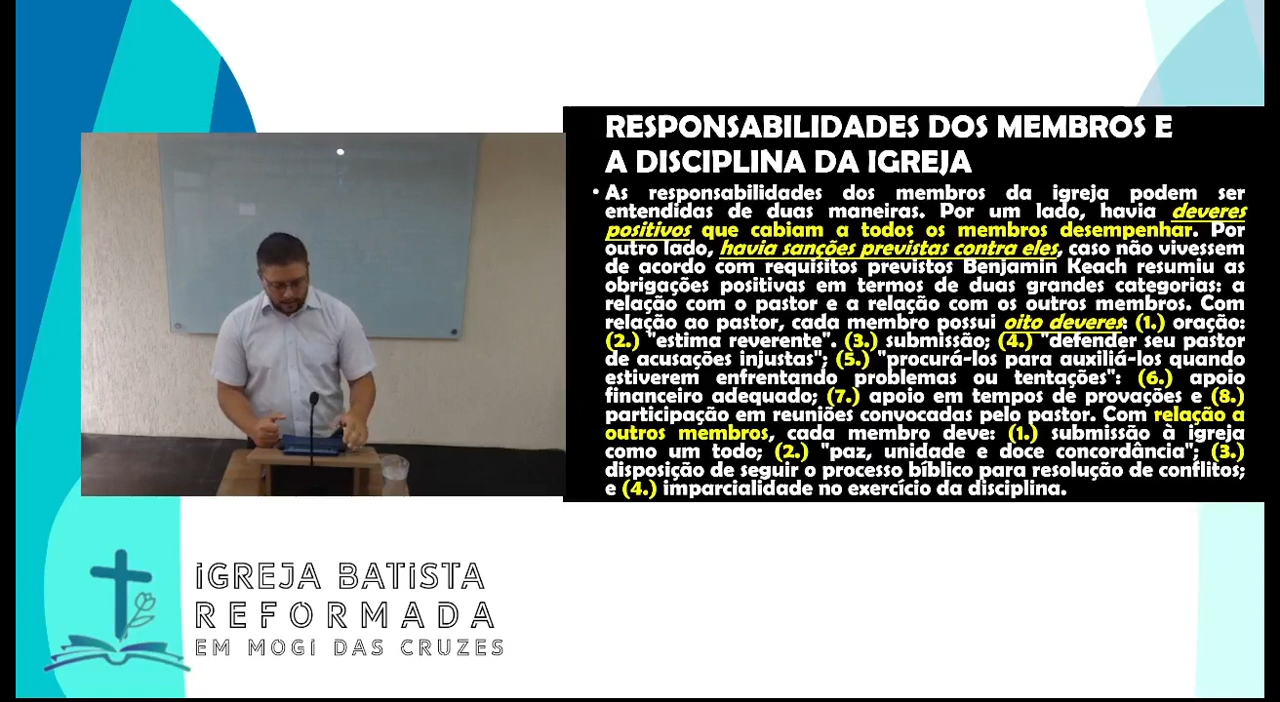 RESPONSABILIDADES DOS MEMBROS E
A DISCIPLINA DA IGREJA
• As responsabilidades dos membros da igreja podem ser
entendidas de duas maneiras. Por um lado, havia deveres
positivos que cabiam a todos os membros desempenhar. Por
outro lado, havia sanções previstas contra eles, caso não vivessem
de acordo com requisitos previstos Benjamin Keach resumiu as
obrigações positivas em termos de duas grandes categorias: a
relação com o pastor e a relação com os outros membros. Com
relação ao pastor, cada membro possui oito deveres: (1.) oração:
(2.) "estima reverente". (3.) submissão; (4.) "defender seu pastor
de acusações injustas"; (5.) "procurá-los para auxiliá-los quando
estiverem enfrentando problemas ou tentações": (6.) apoio
financeiro adequado; (7.) apoio em tempos de provações e (8.)
participação em reuniões convocadas pelo pastor. Com relação a
outros membros, cada membro deve: (1.) submissão à igreja
como um todo; (2.) "paz, unidade e doce concordância"; (3.)
disposição de seguir o processo bíblico para resolução de conflitos;
e (4.) imparcialidade no exercício da disciplina.
IGREJA BATISTA
REFORMADA
EM MOGI DAS CRUZES